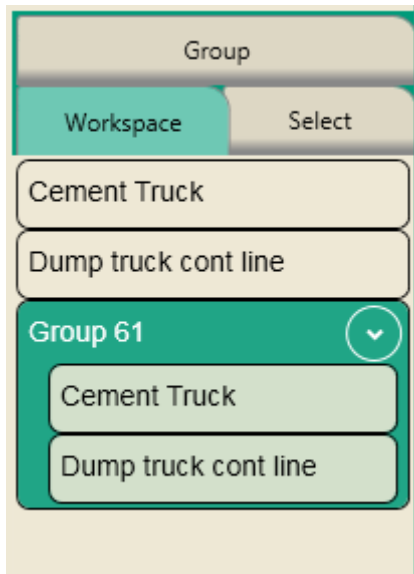 Group
Workspace Select
Cement Truck
Dump truck cont line
Group 61
Cement Truck
Dump truck cont line